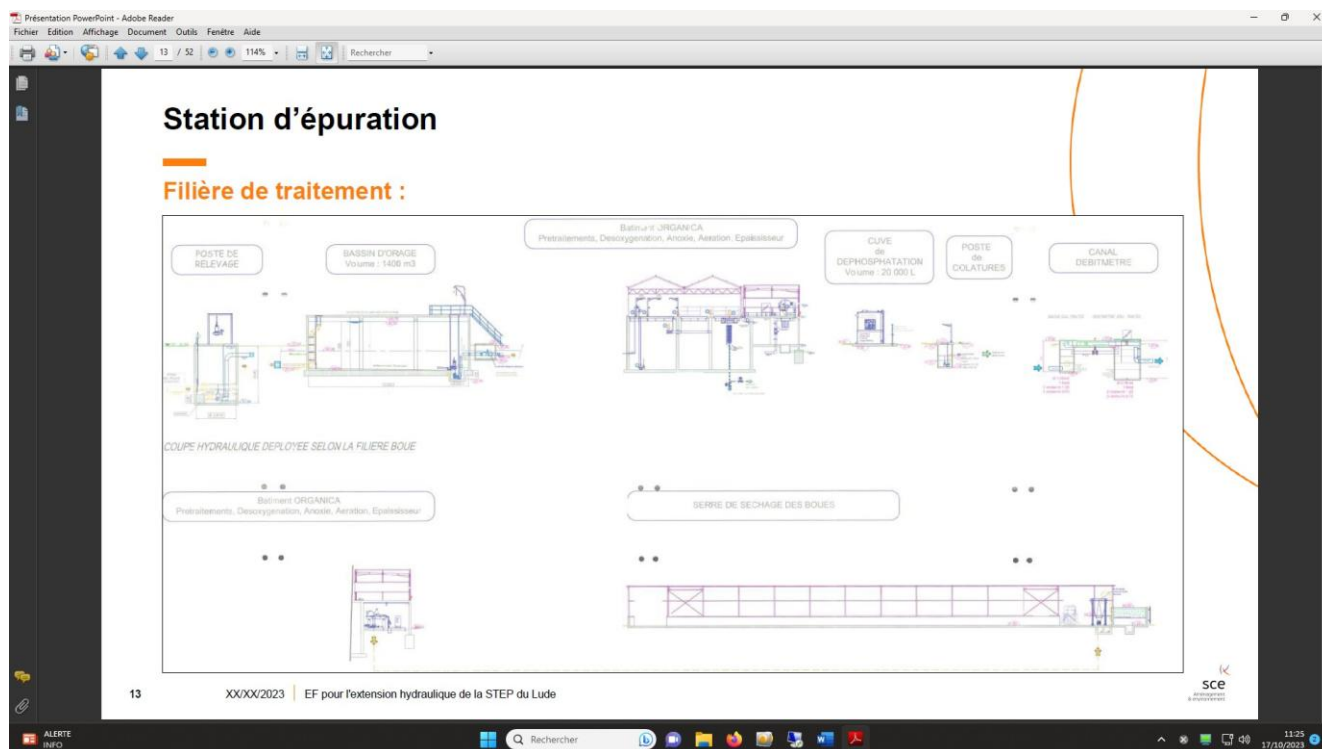 Présentation PowerPoint - Adobe Reader
Fichier Edition Affichage Document Outils Fenêtre Aide
13 / 52 114% Rechercher
Station d'épuration
Filière de traitement :
POSTE DE
RELEVAGE
BASSIN D'ORAGE
Volume : 1400 m3
Batiment ORGANICA
Pretraitements, Desoxygenation, Anoxie, Aeration, Epaississeur
CUVE
de
DEPHOSPHATATION
Volume : 20 000 L
POSTE
de
COLATURES
CANAL
DEBITMETRE
COUPE HYDRAULIQUE DEPLOYEE SELON LA FILIERE BOUE
Batiment ORGANICA
Pretraitements, Desoxygenation, Anoxie, Aeration, Epaississeur
SERRE DE SECHAGE DES BOUES
13 XX/XX/2023 EF pour l'extension hydraulique de la STEP du Lude
sce
ALERTE
INFO
Rechercher
11:25
17/10/2023